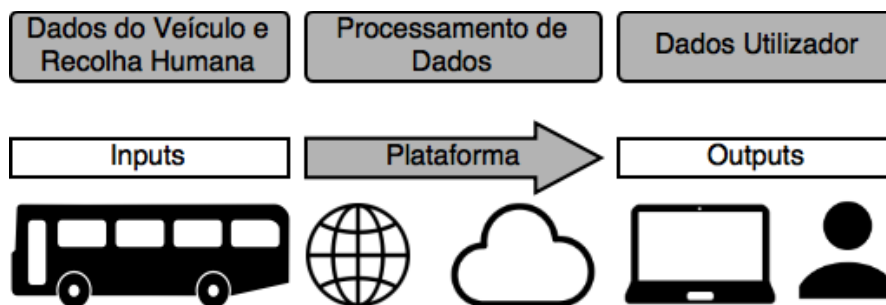 Dados do Veículo e
Recolha Humana
Processamento de
Dados
Dados Utilizador
Inputs
Plataforma
Outputs